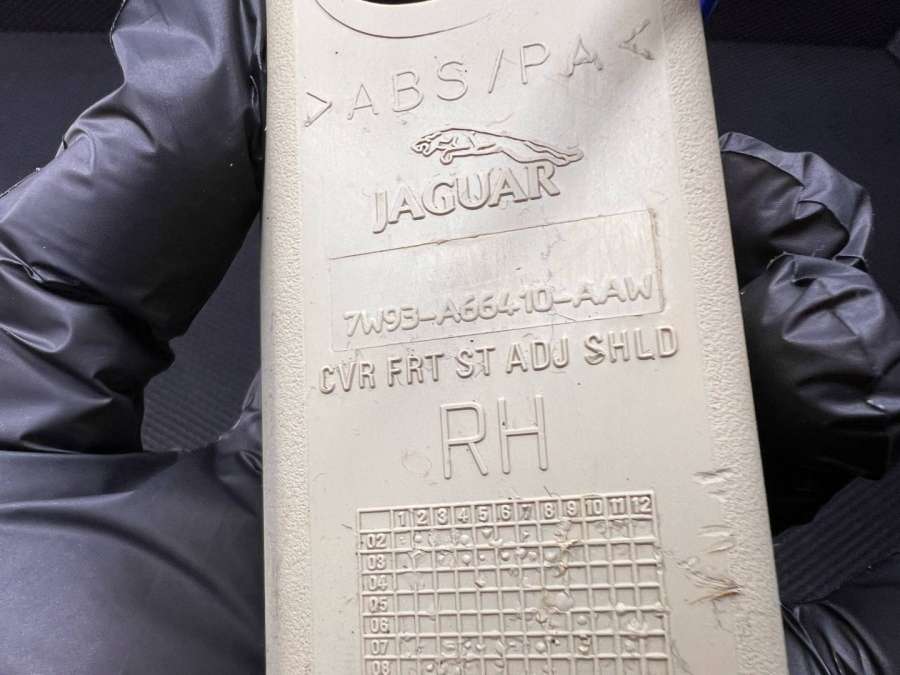 >ABS/PA<
JAGUAR
7W93-A66410-AAW
CVR FRT ST ADJ SHLD
RH
1 2 3 4 5 6 7 8 9 10 11 12
02
03
04
05
06
07
08